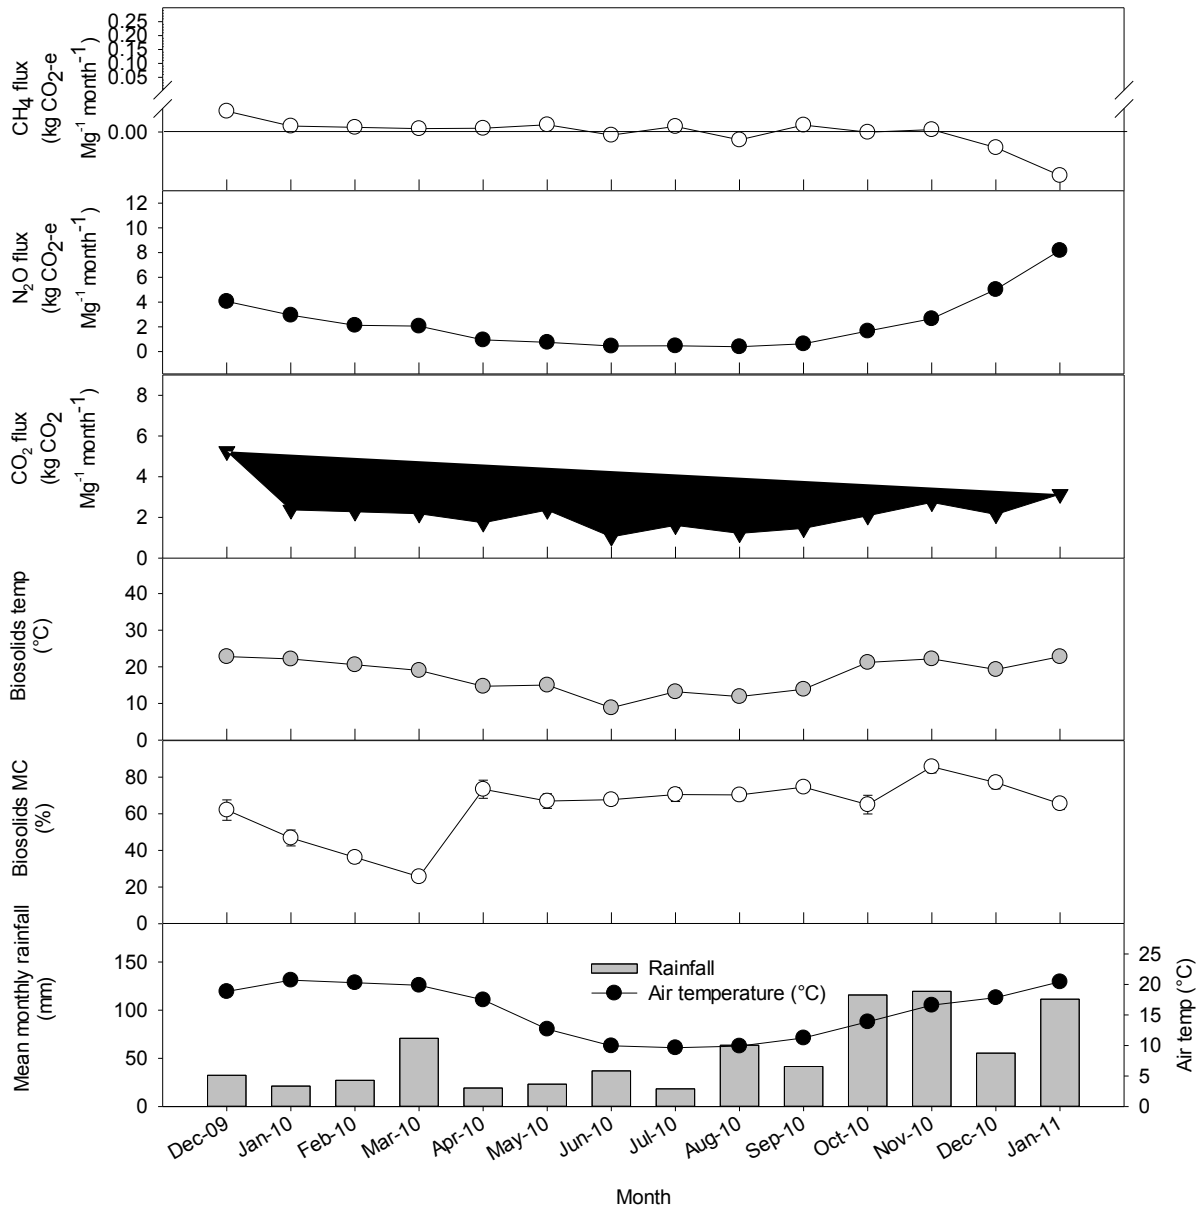 CH4 flux
(kg CO2-e
Mg-1 month-1)
0.25
0.20
0.15
0.10
0.05
0.00
N2O flux
(kg CO2-e
Mg-1 month-1)
12
10
8
6
4
2
0
CO2 flux
(kg CO2
Mg-1 month-1)
8
6
4
2
0
Biosolids temp
(°C)
40
30
20
10
0
Biosolids MC
(%)
80
60
40
20
0
Mean monthly rainfall
(mm)
150
100
50
0
Rainfall
Air temperature (°C)
25
20
15
10
5
0
Air temp (°C)
Dec-09 Jan-10 Feb-10 Mar-10 Apr-10 May-10 Jun-10 Jul-10 Aug-10 Sep-10 Oct-10 Nov-10 Dec-10 Jan-11
Month